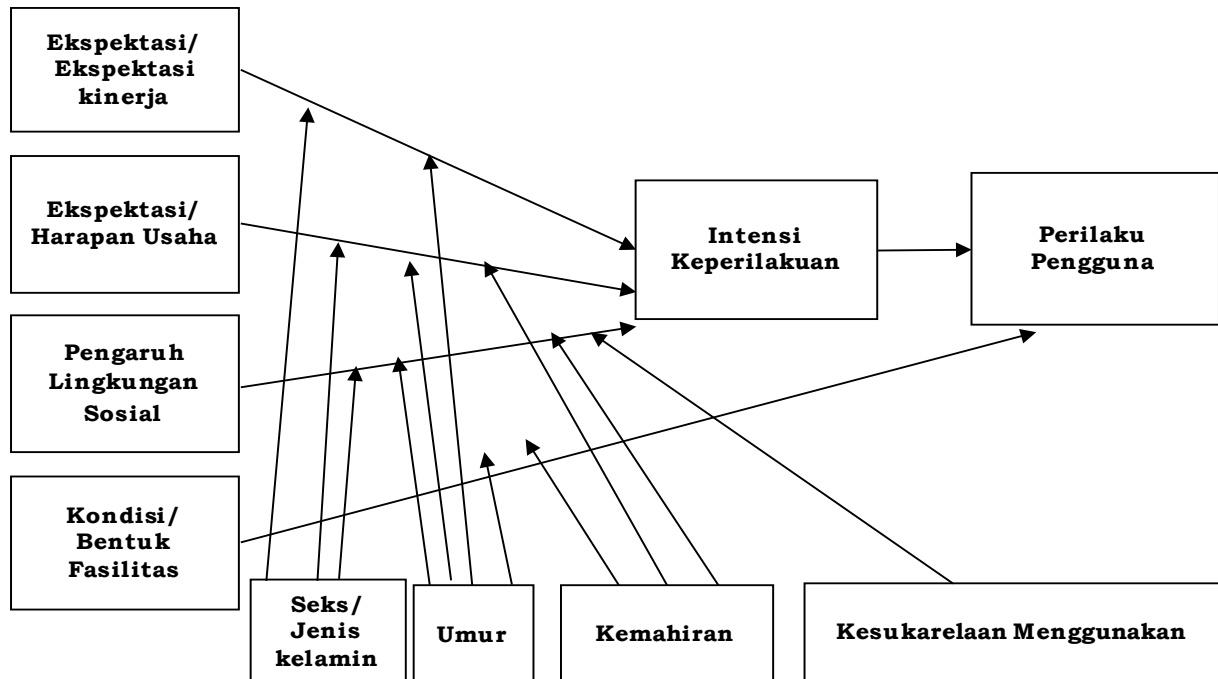 Ekspektasi/
Ekspektasi
kinerja
Ekspektasi/
Harapan Usaha
Intensi
Keperilakuan
Perilaku
Pengguna
Pengaruh
Lingkungan
Sosial
Kondisi/
Bentuk
Fasilitas
Seks/
Jenis
kelamin
Umur
Kemahiran
Kesukarelaan Menggunakan